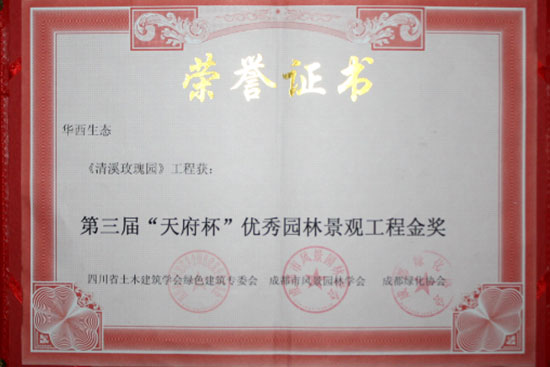 荣誉证书
华西生态
《清溪玫瑰园》工程获：
第三届“天府杯”优秀园林景观工程金奖
四川省土木建筑学会绿色建筑专委会 成都市风景园林学会 成都绿化协会